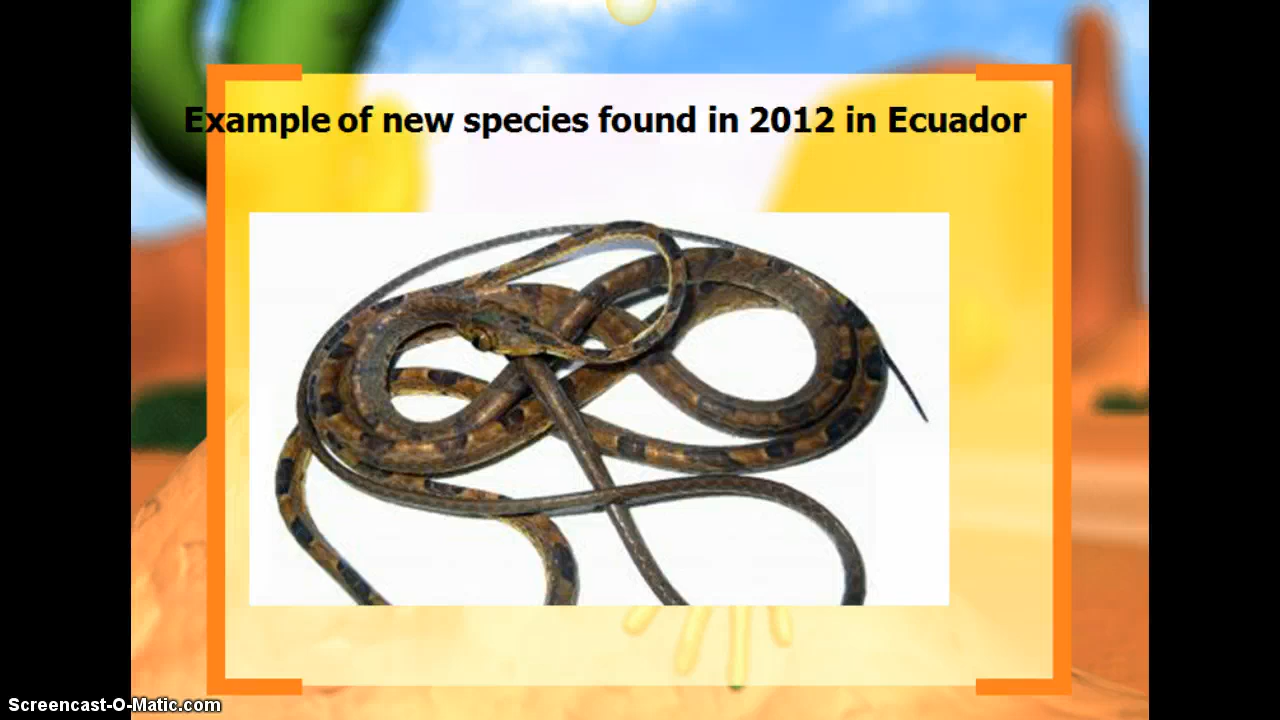 Example of new species found in 2012 in Ecuador
Screencast-O-Matic.com